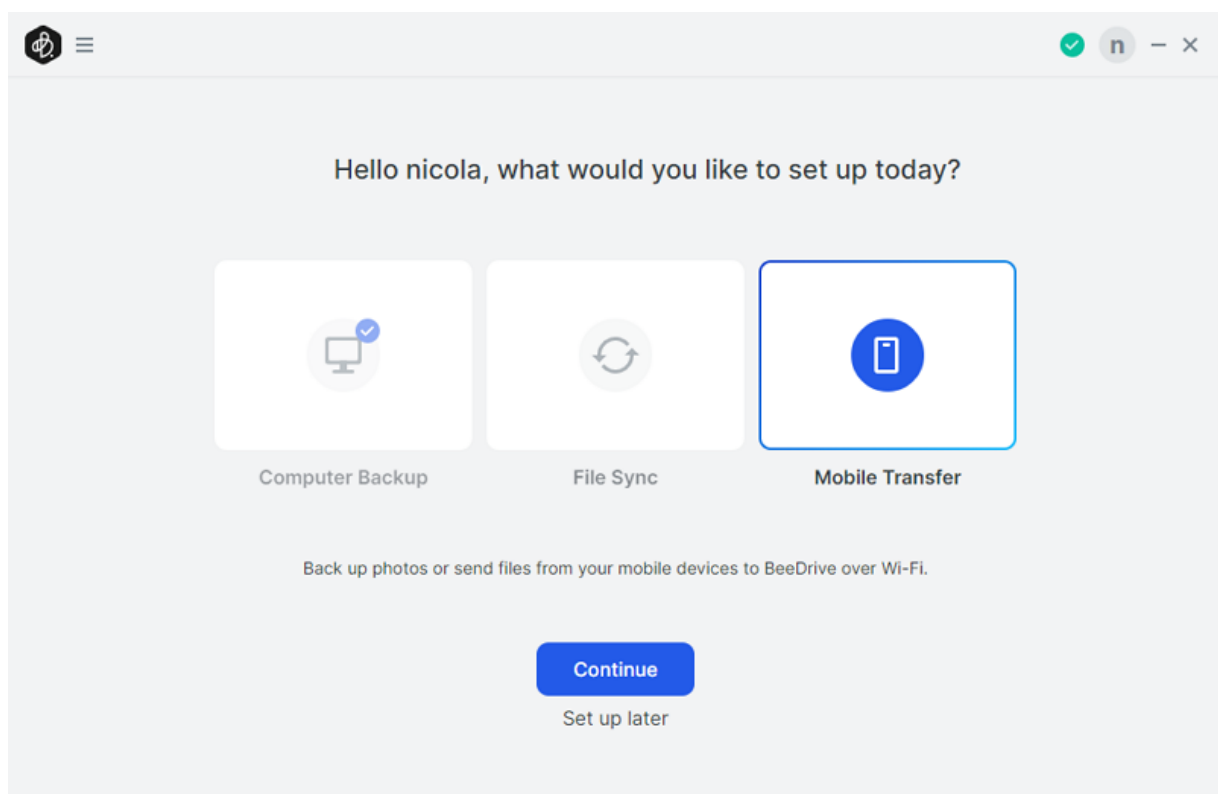 n
Hello nicola, what would you like to set up today?
Computer Backup
File Sync
Mobile Transfer
Back up photos or send files from your mobile devices to BeeDrive over Wi-Fi.
Continue
Set up later